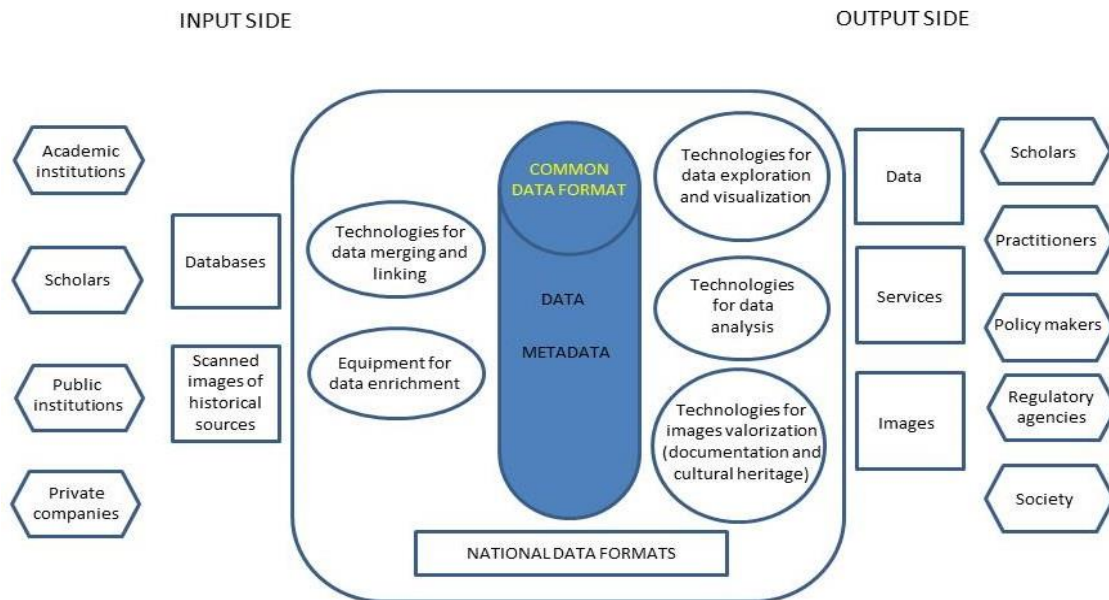 INPUT SIDE
OUTPUT SIDE
Academic
institutions
Scholars
Public
institutions
Private
companies
Databases
Scanned
images of
historical
sources
Technologies for
data merging and
linking
Equipment for
data enrichment
COMMON
DATA FORMAT
DATA
METADATA
NATIONAL DATA FORMATS
Technologies for
data exploration
and visualization
Technologies
for data
analysis
Technologies for
images valorization
(documentation and
cultural heritage)
Data
Services
Images
Scholars
Practitioners
Policy makers
Regulatory
agencies
Society